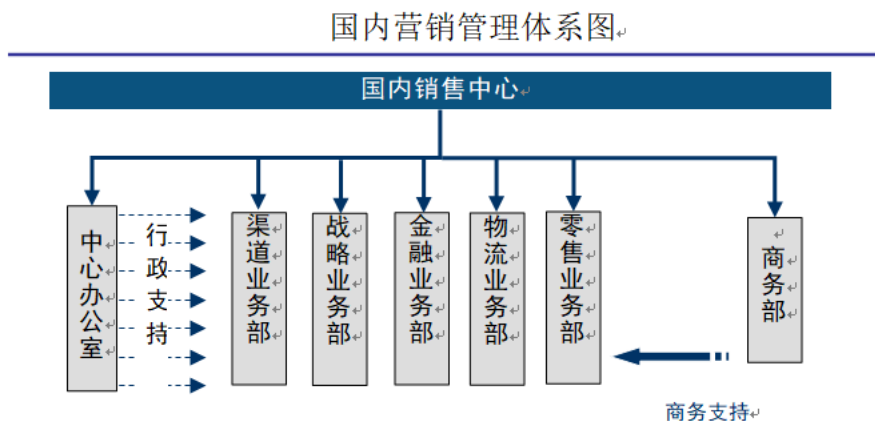 国内营销管理体系图
国内销售中心
中心办公室
行政支持
渠道业务部
战略业务部
金融业务部
物流业务部
零售业务部
商务部
商务支持